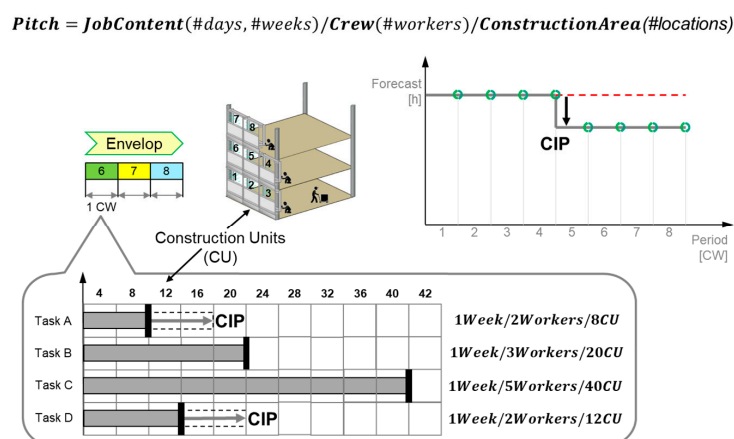 Pitch = JobContent(#days, #weeks)/Crew(#workers)/ConstructionArea(#locations)
Forecast
[h]
CIP
1 2 3 4 5 6 7 8
Period
[CW]
7 8
6 5 4
1 2 3
Envelop
6 7 8
1 CW
Construction Units
(CU)
4 8 12 16 20 24 28 32 36 40 42
Task A CIP 1Week/2Workers/8CU
Task B 1Week/3Workers/20CU
Task C 1Week/5Workers/40CU
Task D CIP 1Week/2Workers/12CU